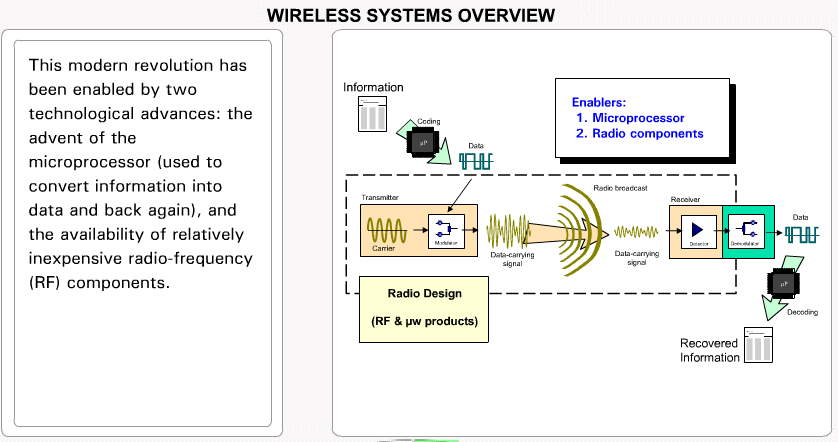 WIRELESS SYSTEMS OVERVIEW
This modern revolution has
been enabled by two
technological advances: the
advent of the
microprocessor (used to
convert information into
data and back again), and
the availability of relatively
inexpensive radio-frequency
(RF) components.
Information
Coding
µP
Data
Enablers:
1. Microprocessor
2. Radio components
Transmitter
Carrier
Modulator
Data-carrying
signal
Radio broadcast
Data-carrying
signal
Receiver
Detector
Demodulator
Data
µP
Decoding
Recovered
Information
Radio Design
(RF & µw products)